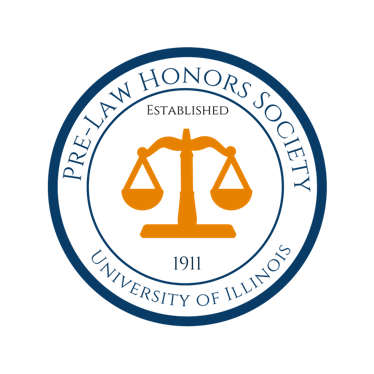 Pre-Law Honors Society
Established
1911
University of Illinois